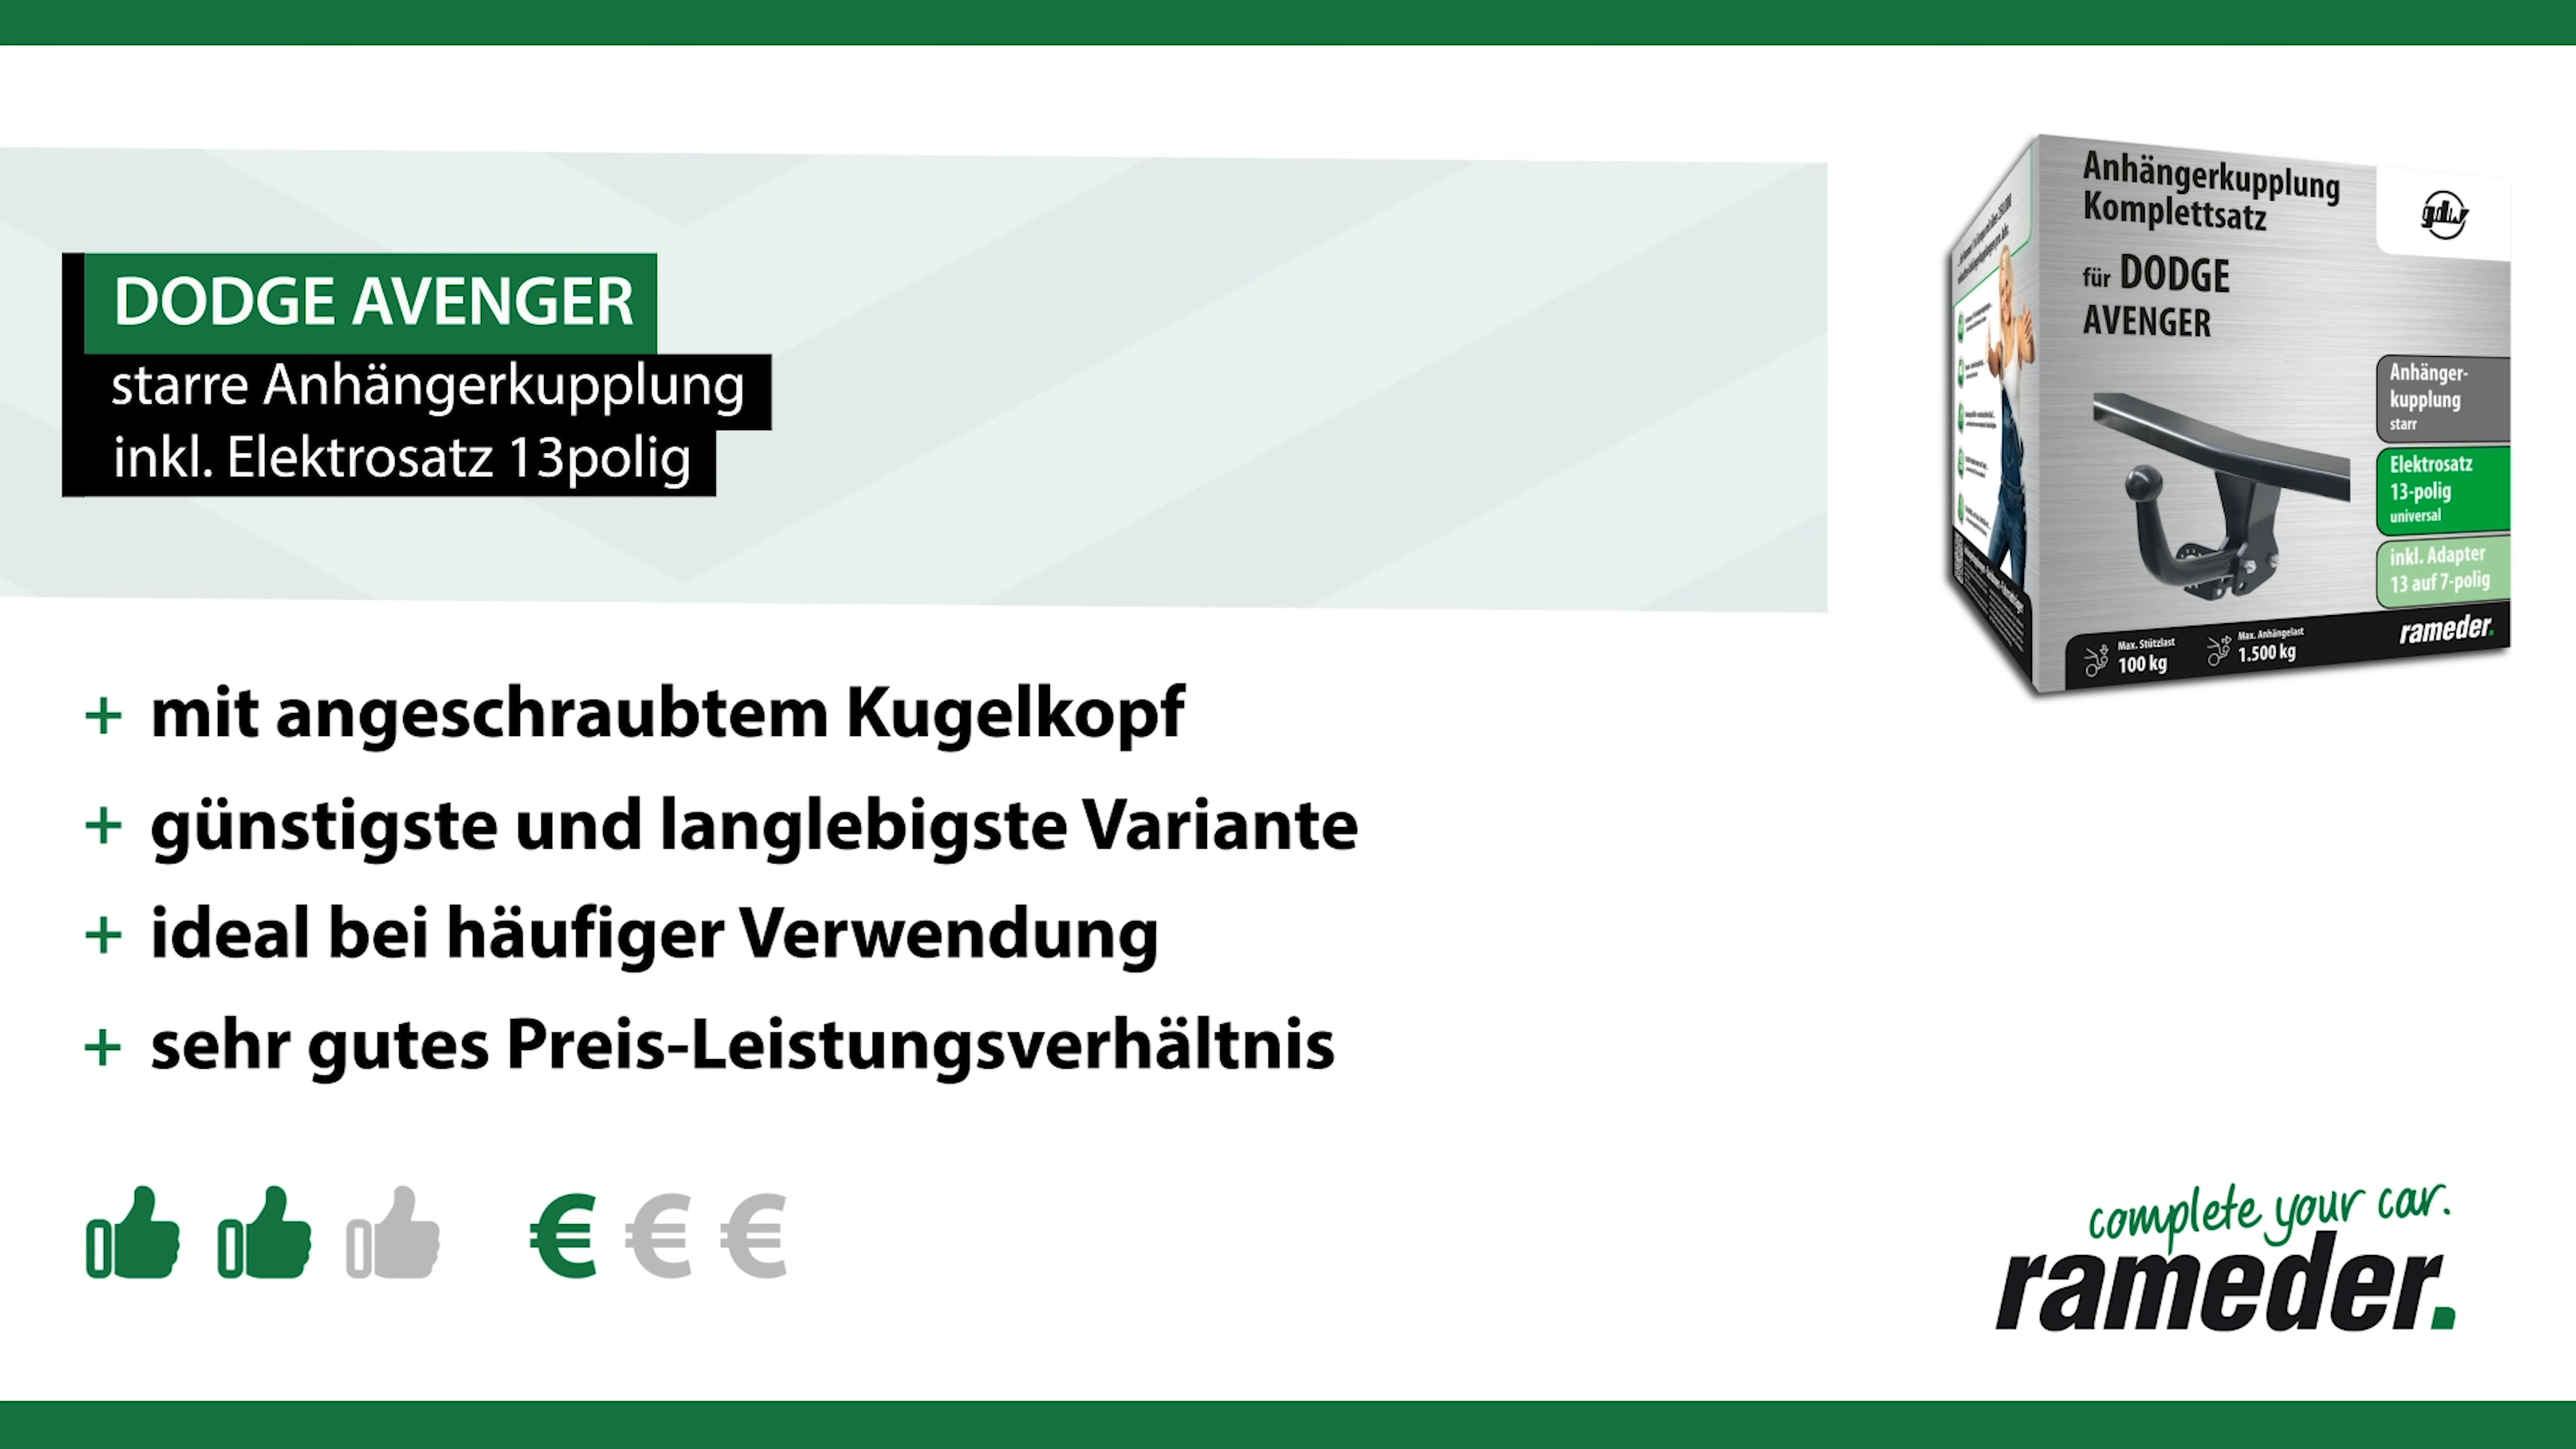 DODGE AVENGER
starre Anhängerkupplung
inkl. Elektrosatz 13polig
+ mit angeschraubtem Kugelkopf
+ günstigste und langlebigste Variante
+ ideal bei häufiger Verwendung
+ sehr gutes Preis-Leistungsverhältnis
€ € €
Anhängerkupplung
Komplettsatz
für DODGE
AVENGER
gdw
Anhänger-
kupplung
starr
Elektrosatz
13-polig
universal
inkl. Adapter
13 auf 7-polig
Max. Stützlast
100 kg
Max. Anhängelast
1.500 kg
rameder.
complete your car.
rameder.